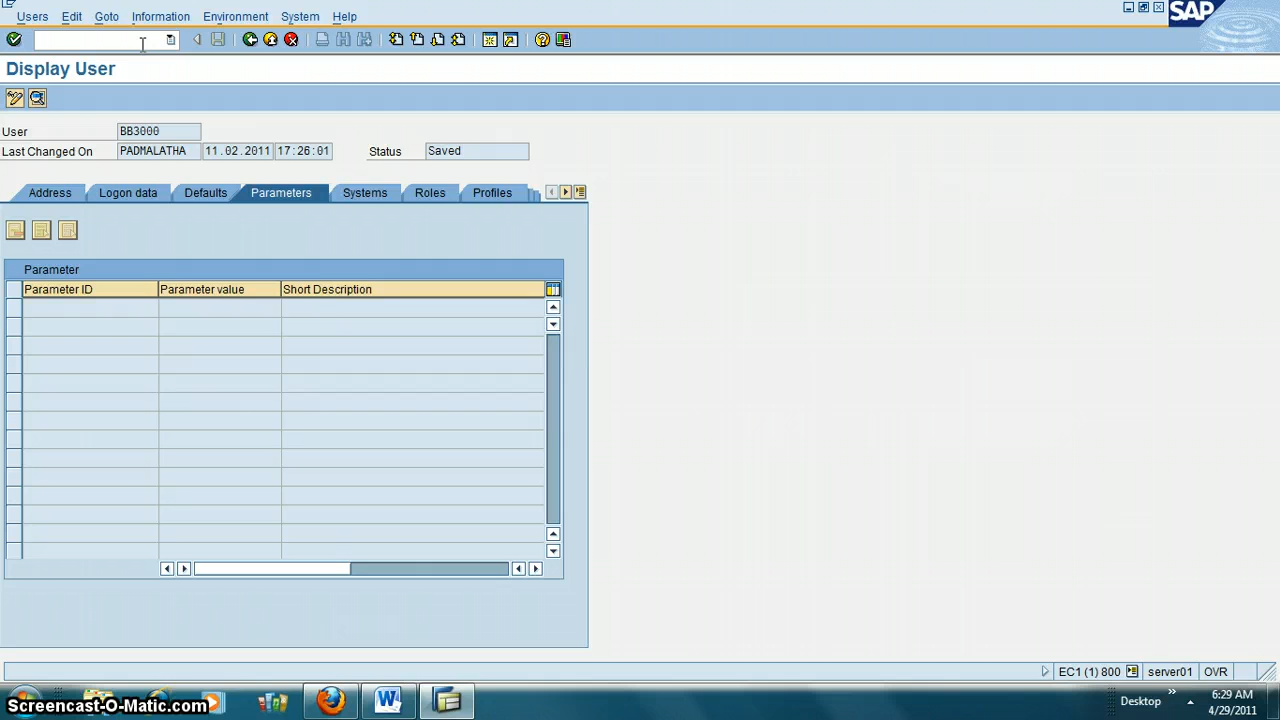 Users Edit Goto Information Environment System Help
SAP
Display User
User BB3000
Last Changed On PADMALATHA 11.02.2011 17:26:01 Status Saved
Address Logon data Defaults Parameters Systems Roles Profiles
Parameter
Parameter ID Parameter value Short Description
EC1 (1) 800 server01 OVR
Screencast-O-Matic.com
Desktop
6:29 AM
4/29/2011